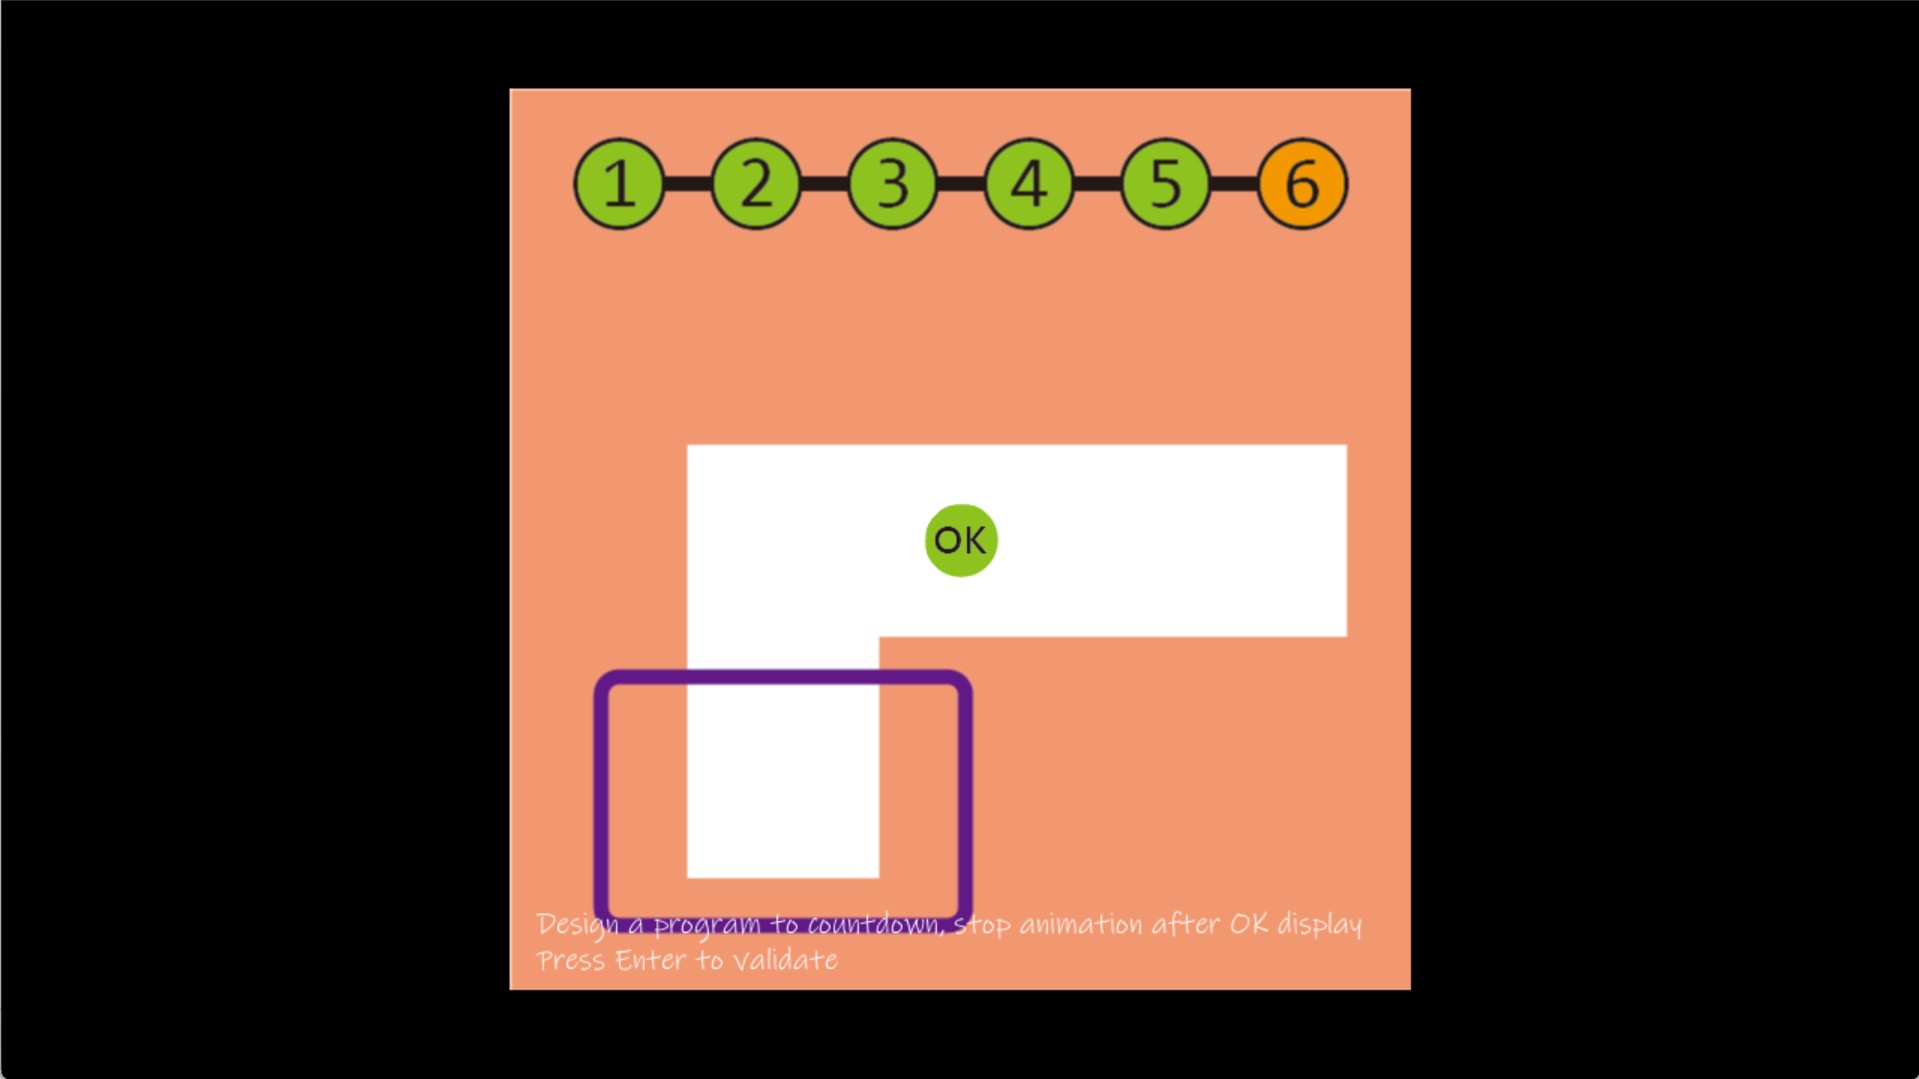 1 2 3 4 5 6
OK
Design a program to countdown, stop animation after OK display
Press Enter to validate